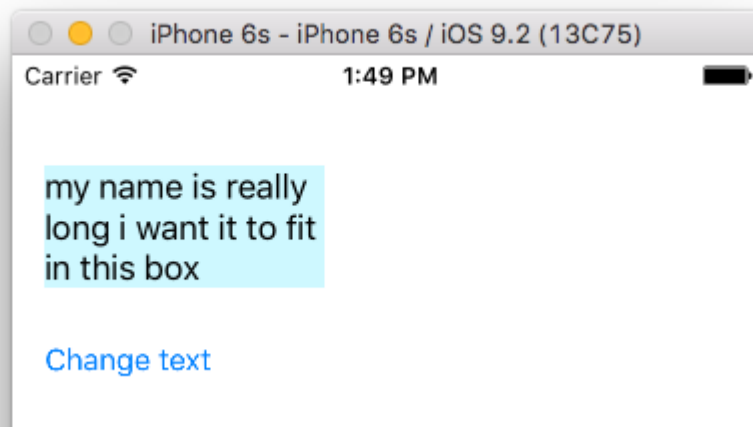 iPhone 6s - iPhone 6s / iOS 9.2 (13C75)
Carrier 1:49 PM
my name is really
long i want it to fit
in this box
Change text